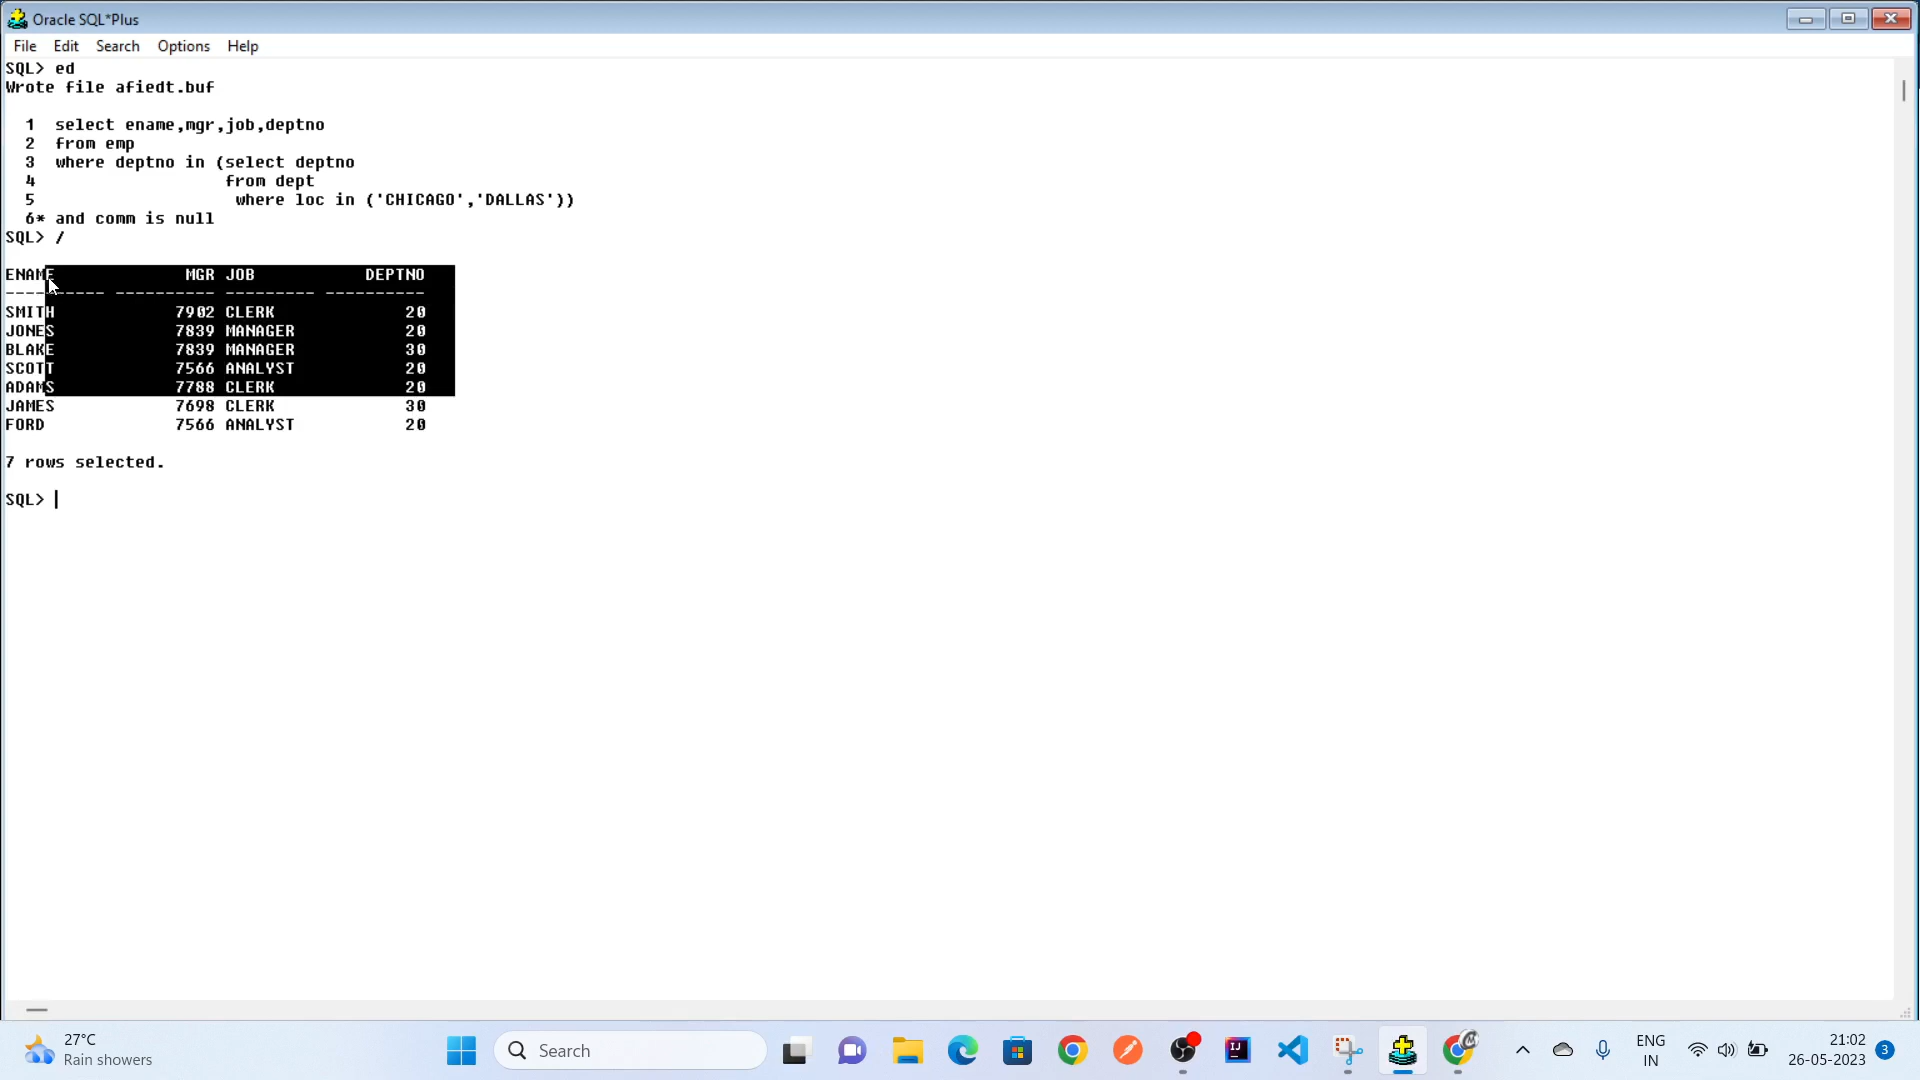 Oracle SQL*Plus
File Edit Search Options Help
SQL> ed
Wrote file afiedt.buf
1 select ename,mgr,job,deptno
2 from emp
3 where deptno in (select deptno
4 from dept
5 where loc in ('CHICAGO','DALLAS'))
6* and comm is null
SQL> /
ENAME MGR JOB DEPTNO
---------- ---------- --------- ----------
SMITH 7902 CLERK 20
JONES 7839 MANAGER 20
BLAKE 7839 MANAGER 30
SCOTT 7566 ANALYST 20
ADAMS 7788 CLERK 20
JAMES 7698 CLERK 30
FORD 7566 ANALYST 20
7 rows selected.
SQL>
27°C
Rain showers
Search
ENG
IN
21:02
26-05-2023
3